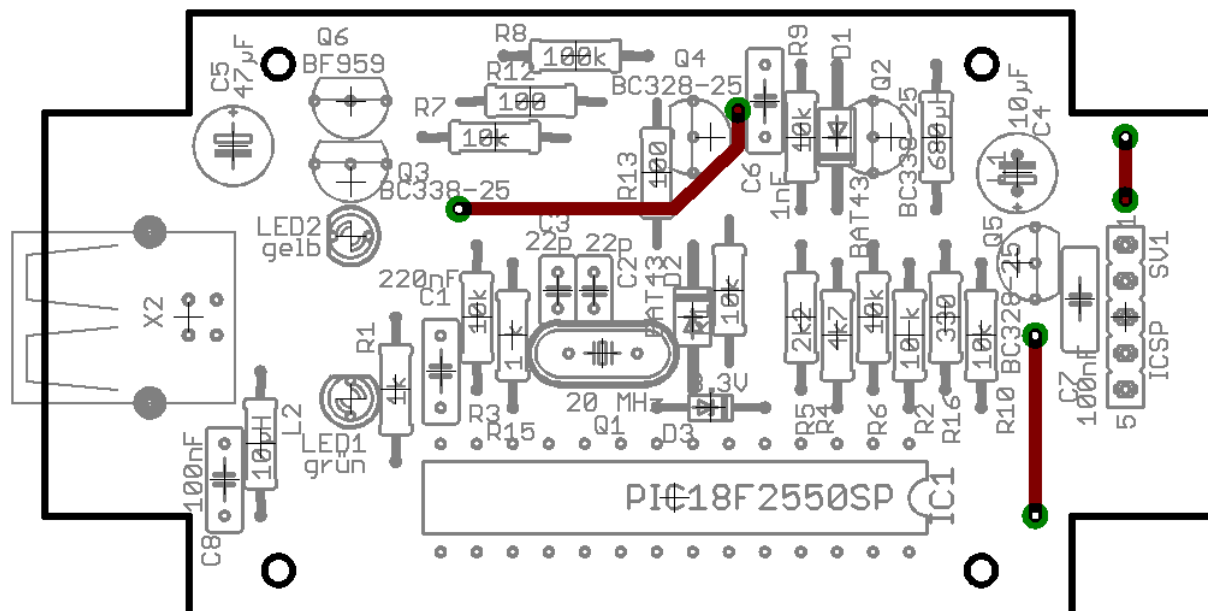 C5
47µF
Q6
BF959
R8
100k
R12
100
R7
10k
Q3
BC338-25
Q4
BC328-25
R13
100
C6
1nF
R9
10k
D1
BAT43
Q2
BC338-25
680µ
10µF
C4
LED2
gelb
X2
220nF
C1
C3
22p
22p
C2
BAT43
D2
10k
R1
1k
10k
R3
1k
R15
20 MHz
Q1
3V
D3
2k2
R5
4k7
R4
10k
R6
10k
R2
330
R16
10k
R10
Q5
BC328-25
C7
100nF
1
SV1
ICSP
5
LED1
grün
L2
10µH
100nF
C8
PIC18F2550SP
IC1